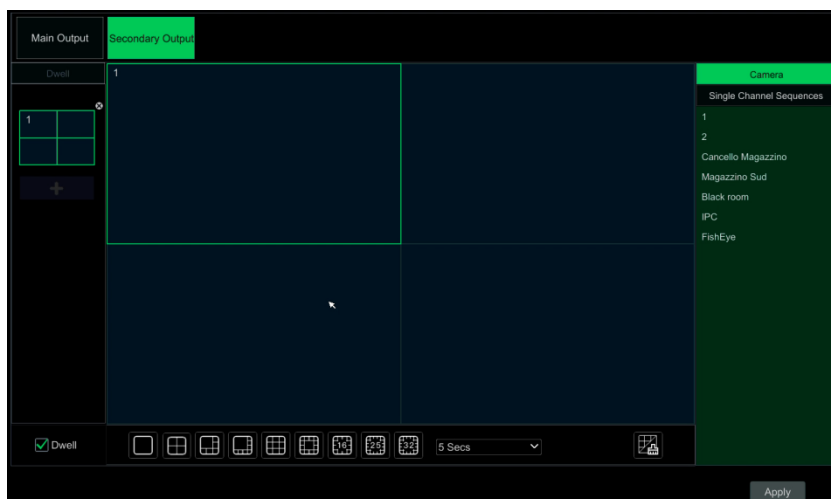 Main Output
Secondary Output
Dwell
1
1
Camera
Single Channel Sequences
1
2
Cancello Magazzino
Magazzino Sud
Black room
IPC
FishEye
Dwell
16
25
32
5 Secs
Apply